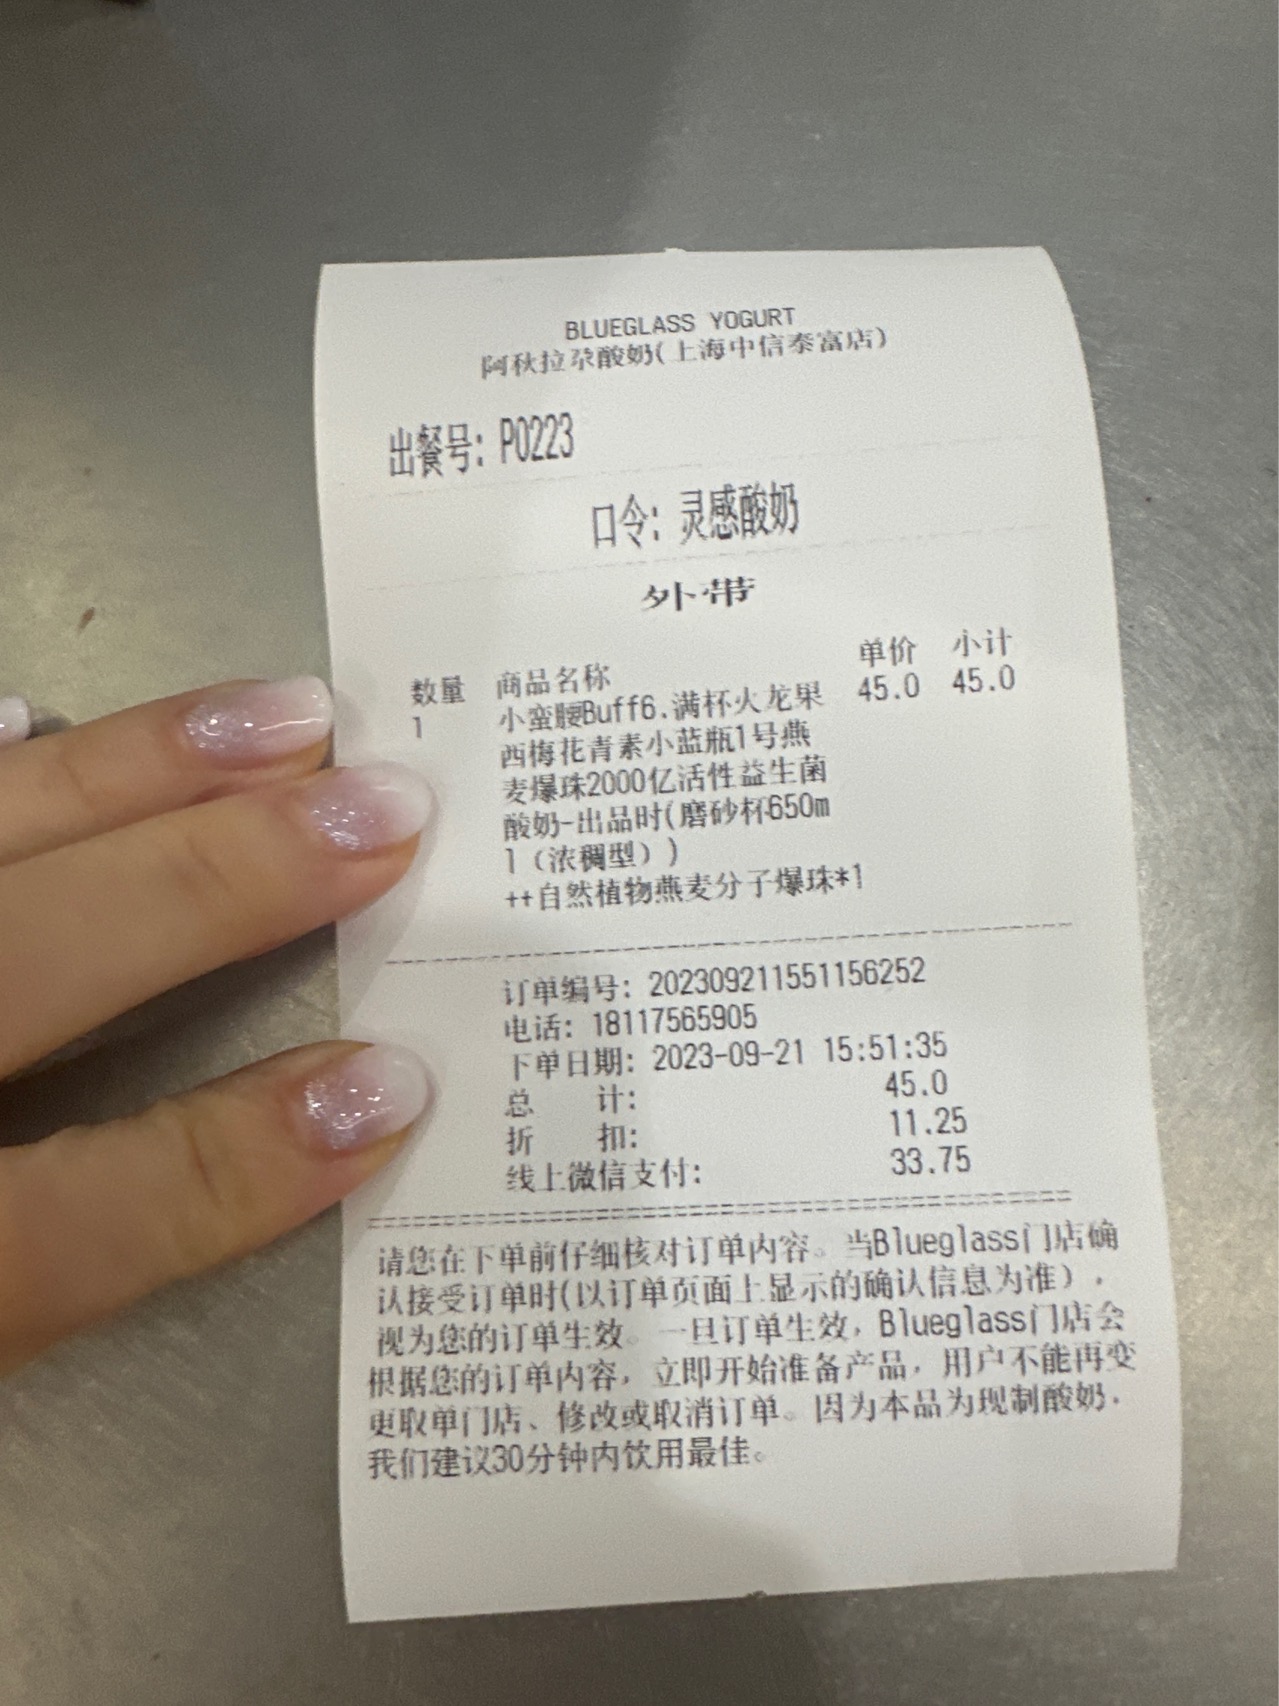 BLUEGLASS YOGURT
阿秋拉尕酸奶(上海中信泰富店)
出餐号: P0223
口令: 灵感酸奶
外带
数量 商品名称 单价 小计
1 小蛮腰Buff6.满杯火龙果 45.0 45.0
西梅花青素小蓝瓶1号燕
麦爆珠2000亿活性益生菌
酸奶-出品时(磨砂杯650m
l（浓稠型）)
++自然植物燕麦分子爆珠*1
订单编号: 202309211551156252
电话: 18117565905
下单日期: 2023-09-21 15:51:35
总 计: 45.0
折 扣: 11.25
线上微信支付: 33.75
请您在下单前仔细核对订单内容。当Blueglass门店确
认接受订单时(以订单页面上显示的确认信息为准)，
视为您的订单生效。一旦订单生效，Blueglass门店会
根据您的订单内容，立即开始准备产品，用户不能再变
更取单门店、修改或取消订单。因为本品为现制酸奶，
我们建议30分钟内饮用最佳。